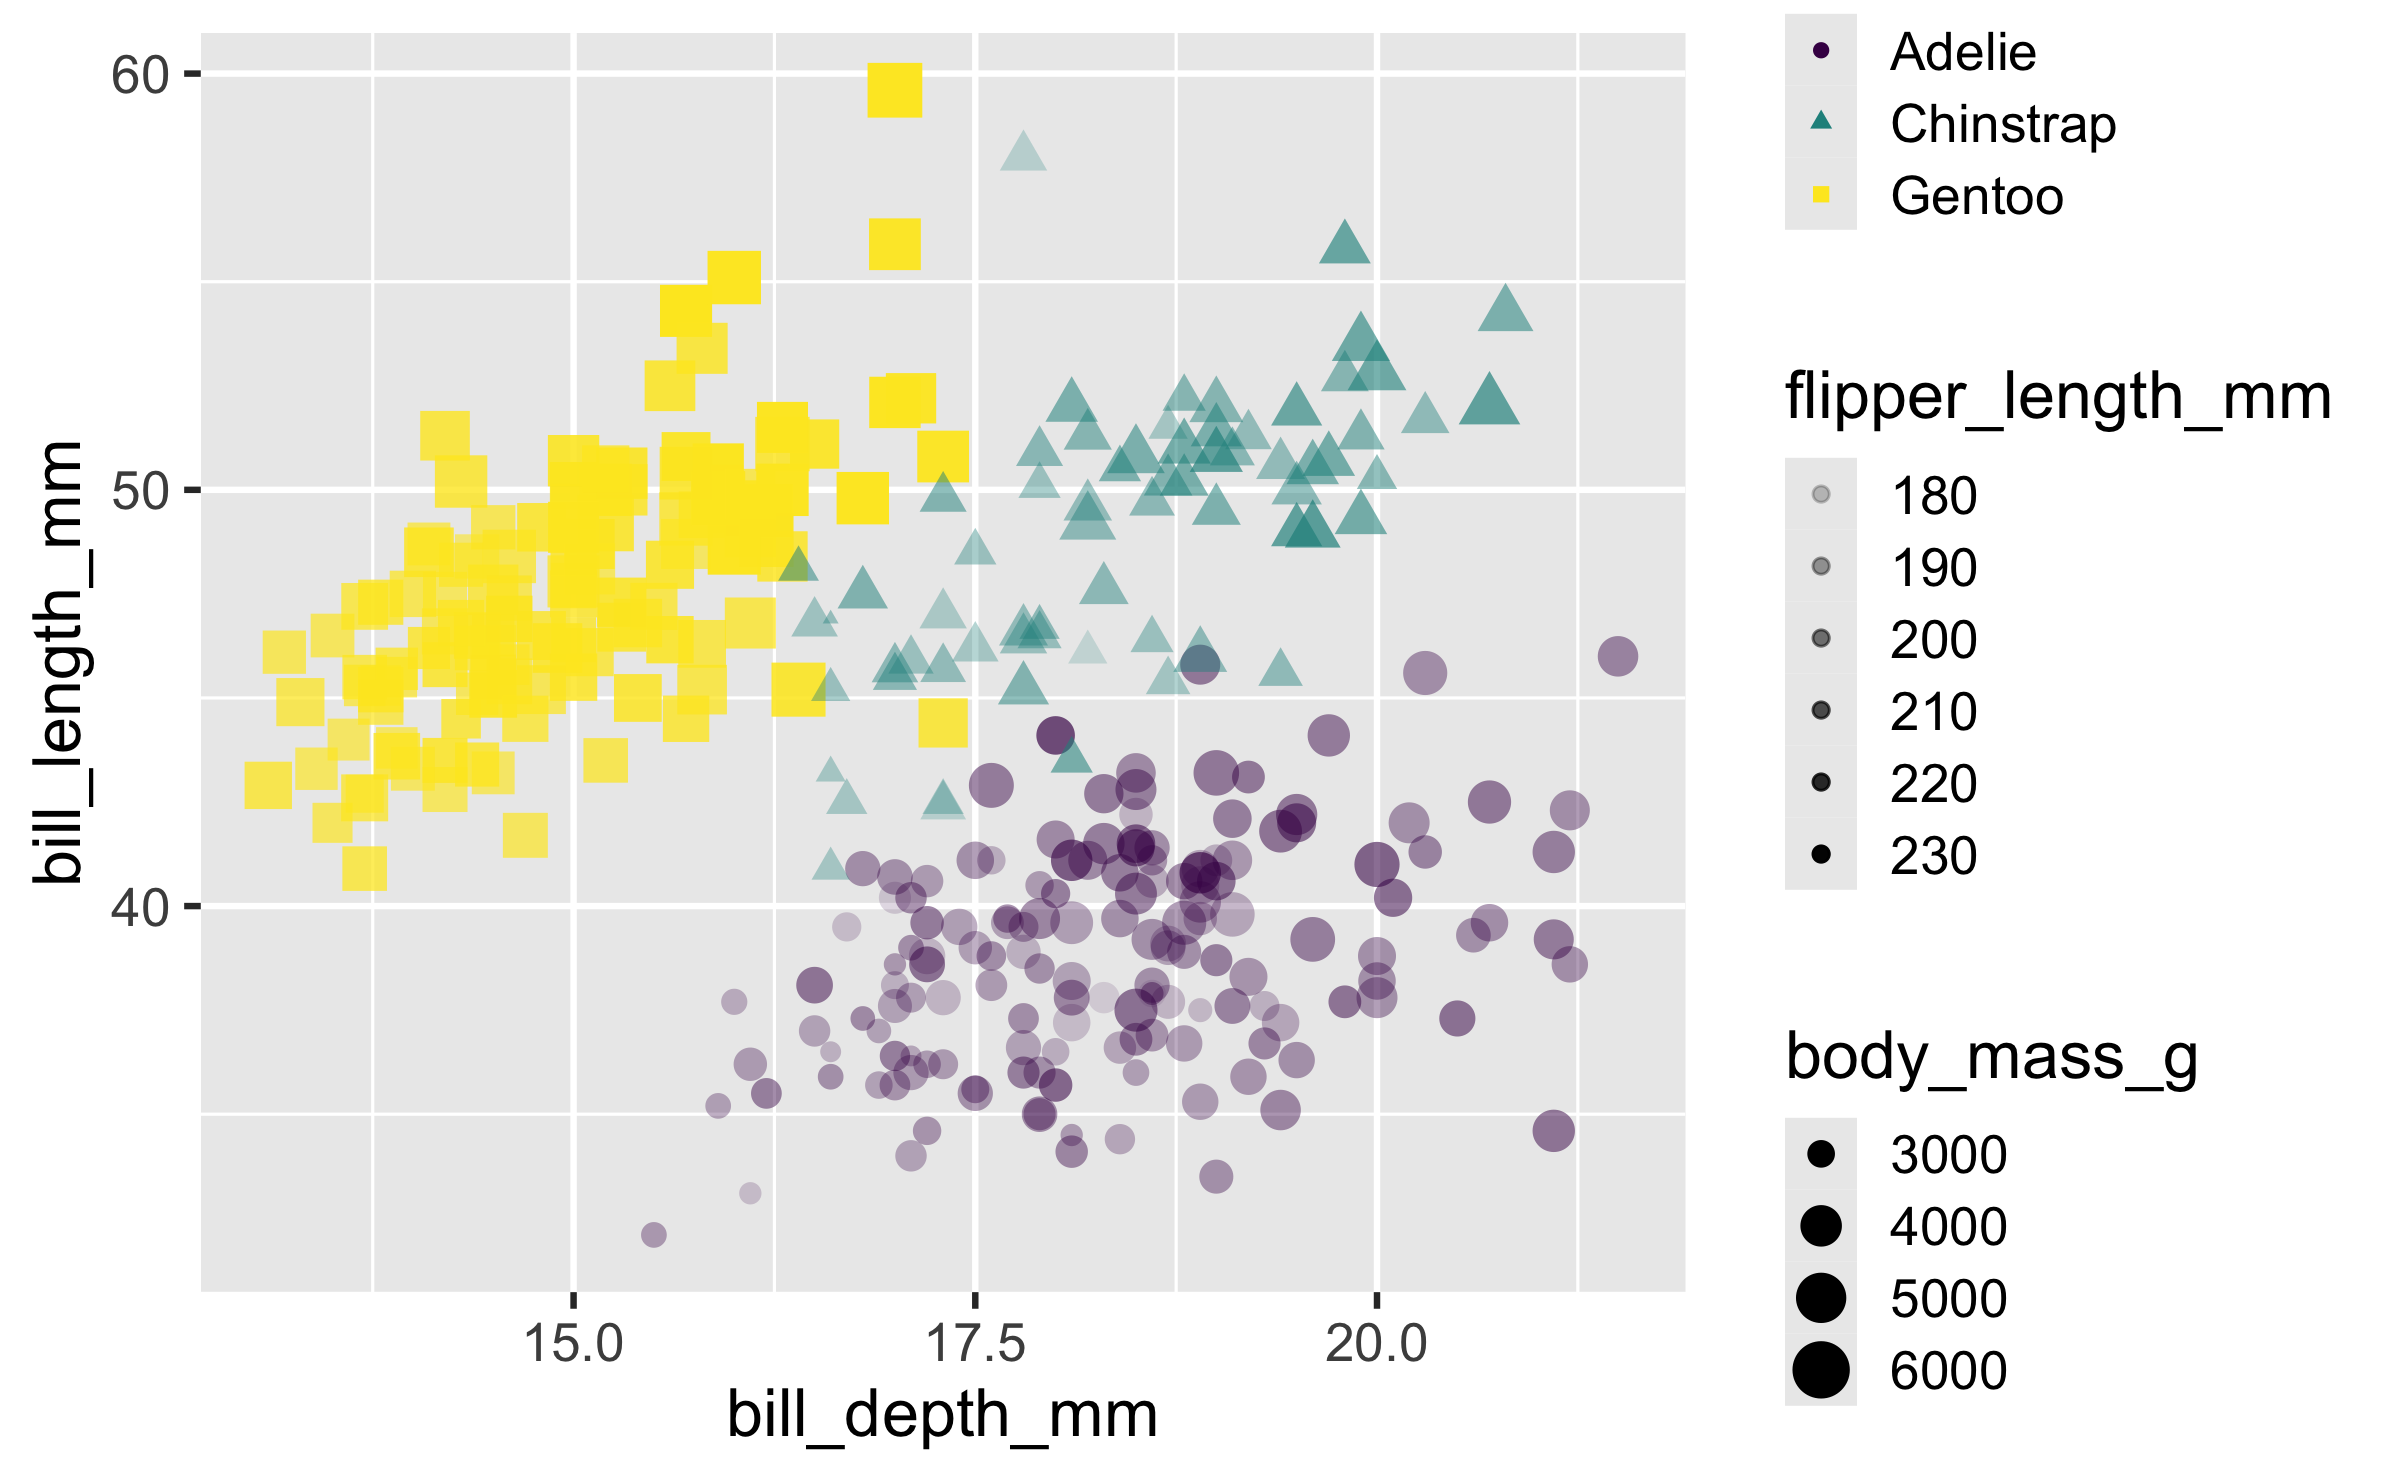 60
50
40
bill_length_mm
15.0 17.5 20.0
bill_depth_mm
Adelie
Chinstrap
Gentoo
flipper_length_mm
180
190
200
210
220
230
body_mass_g
3000
4000
5000
6000